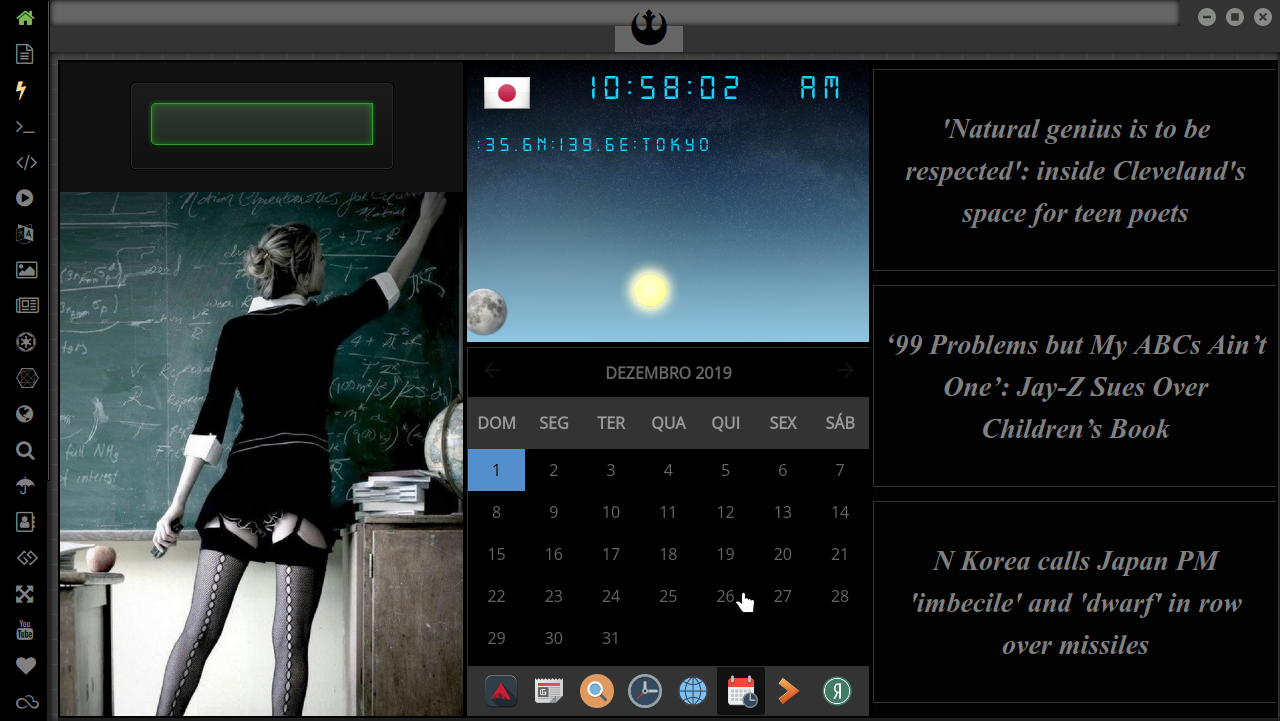 10:58:02 AM
:35.6N:139.6E:TOKYO
'Natural genius is to be
respected': inside Cleveland's
space for teen poets
‘99 Problems but My ABCs Ain’t
One’: Jay-Z Sues Over
Children’s Book
N Korea calls Japan PM
'imbecile' and 'dwarf' in row
over missiles
DEZEMBRO 2019
DOM SEG TER QUA QUI SEX SÁB
1 2 3 4 5 6 7
8 9 10 11 12 13 14
15 16 17 18 19 20 21
22 23 24 25 26 27 28
29 30 31
You
Tube